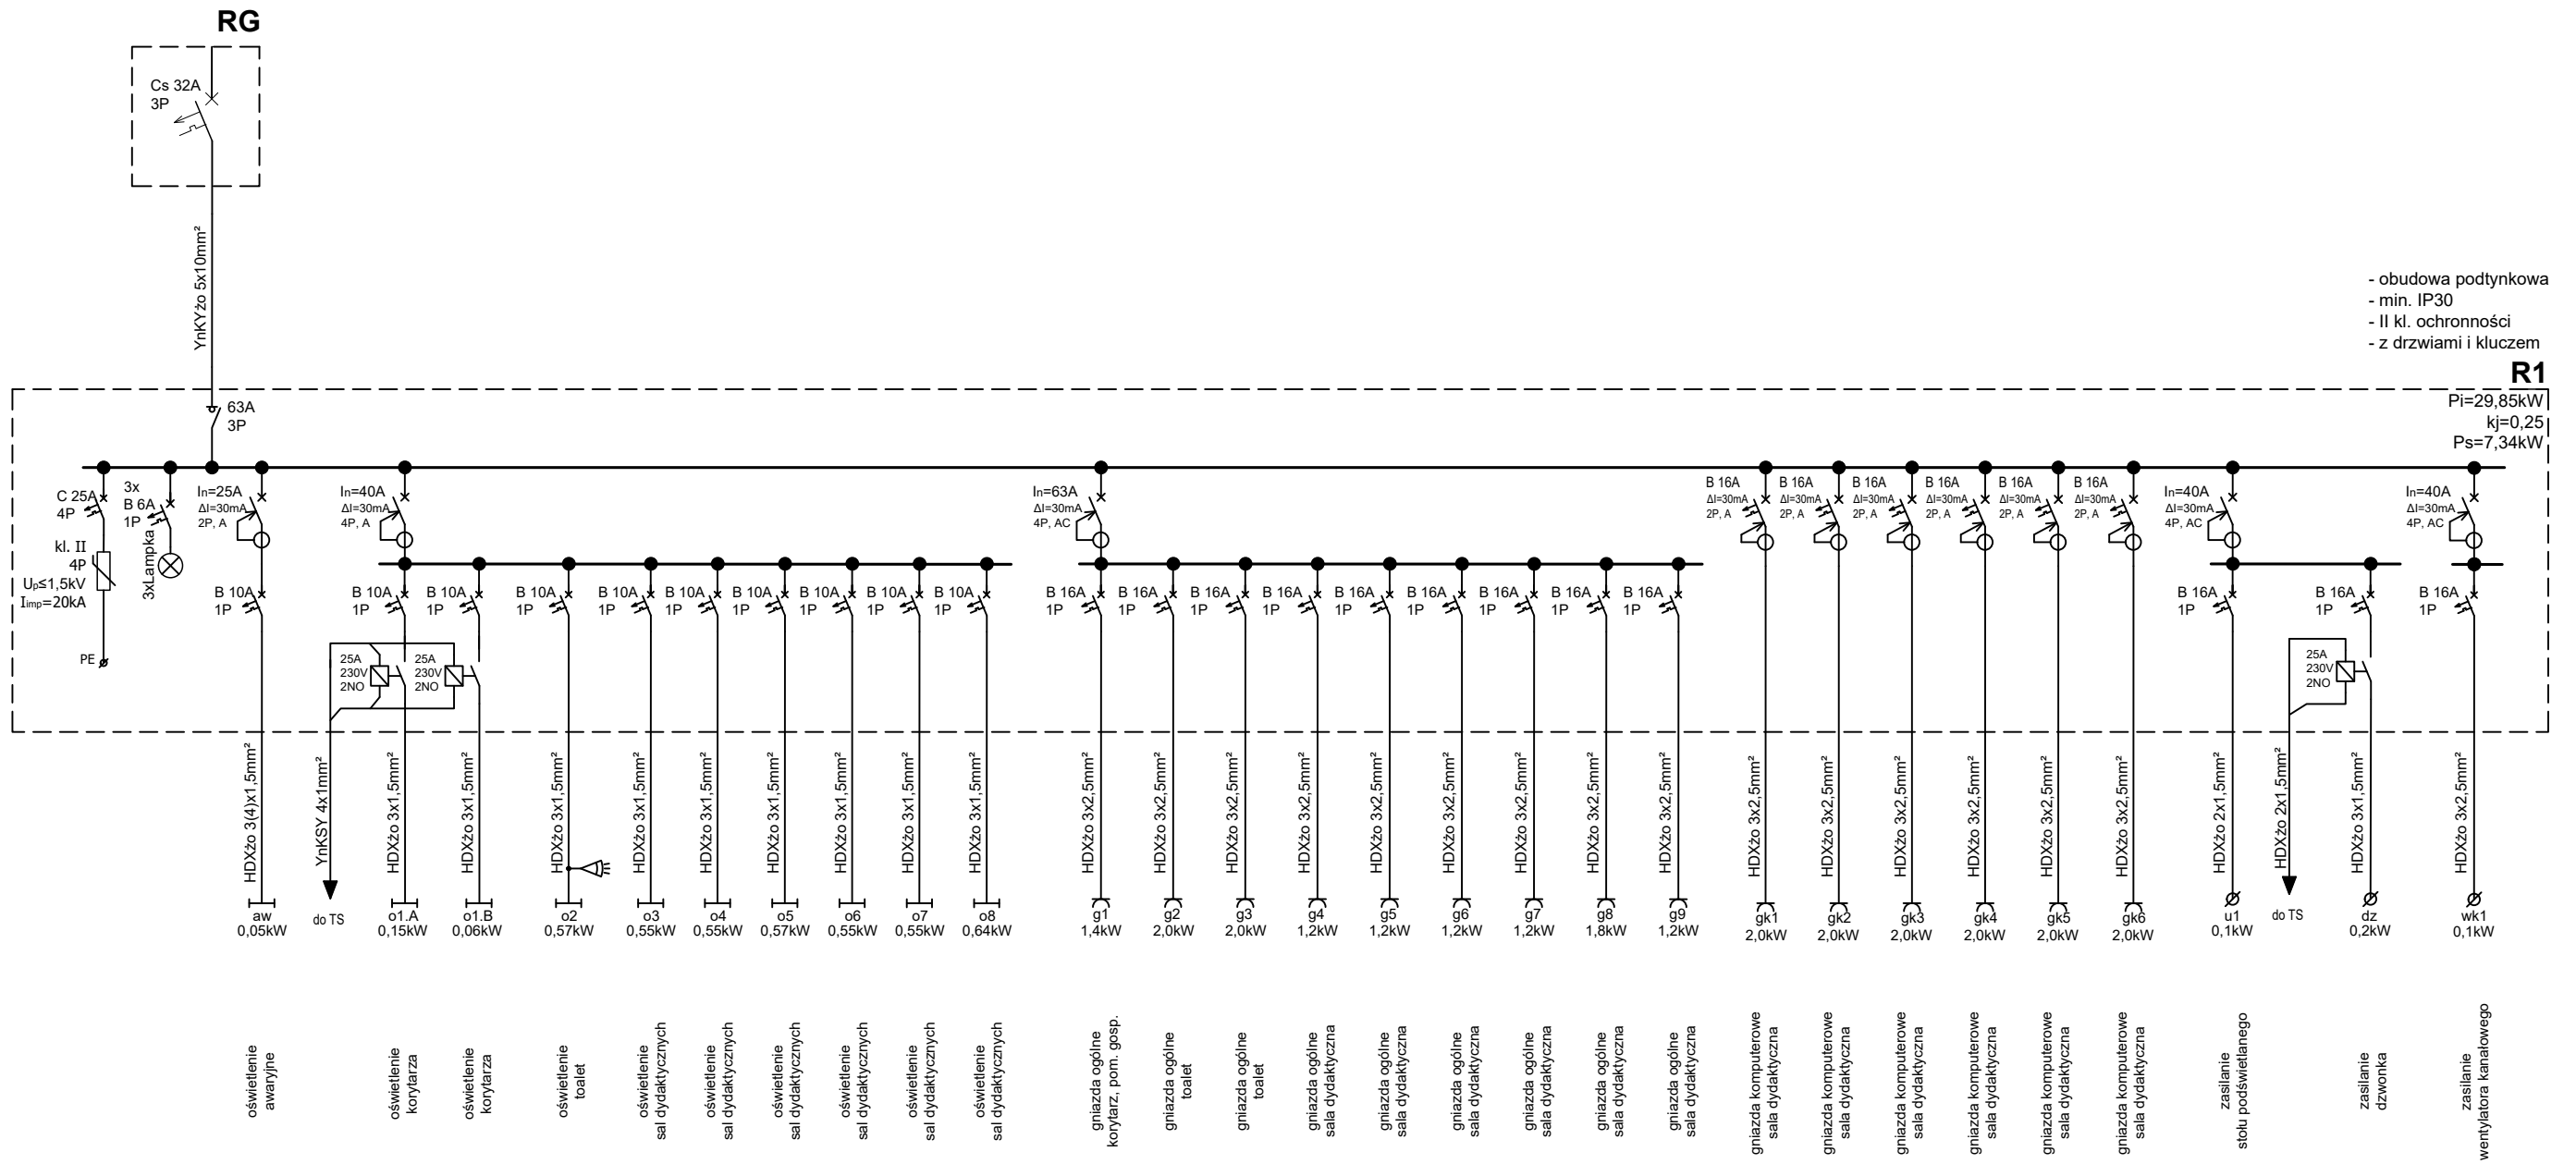 RG
Cs 32A
3P
YnKYżo 5x10mm²
- obudowa podtynkowa
- min. IP30
- II kl. ochronności
- z drzwiami i kluczem
R1
Pi=29,85kW
kj=0,25
Ps=7,34kW
63A
3P
C 25A
4P
kl. II
4P
Up≤1,5kV
Iimp=20kA
PE
3x
B 6A
1P
3xLampka
In=25A
ΔI=30mA
2P, A
B 10A
1P
HDXżo 3(4)x1,5mm²
aw
0,05kW
oświetlenie
awaryjne
YnKSY 4x1mm²
do TS
In=40A
ΔI=30mA
4P, A
B 10A
1P
25A
230V
2NO
HDXżo 3x1,5mm²
o1.A
0,15kW
oświetlenie
korytarza
B 10A
1P
25A
230V
2NO
HDXżo 3x1,5mm²
o1.B
0,06kW
oświetlenie
korytarza
B 10A
1P
HDXżo 3x1,5mm²
o2
0,57kW
oświetlenie
toalet
B 10A
1P
HDXżo 3x1,5mm²
o3
0,55kW
oświetlenie
sal dydaktycznych
B 10A
1P
HDXżo 3x1,5mm²
o4
0,55kW
oświetlenie
sal dydaktycznych
B 10A
1P
HDXżo 3x1,5mm²
o5
0,57kW
oświetlenie
sal dydaktycznych
B 10A
1P
HDXżo 3x1,5mm²
o6
0,55kW
oświetlenie
sal dydaktycznych
B 10A
1P
HDXżo 3x1,5mm²
o7
0,55kW
oświetlenie
sal dydaktycznych
B 10A
1P
HDXżo 3x1,5mm²
o8
0,64kW
oświetlenie
sal dydaktycznych
In=63A
ΔI=30mA
4P, AC
B 16A
1P
HDXżo 3x2,5mm²
g1
1,4kW
gniazda ogólne
korytarz, pom. gosp.
B 16A
1P
HDXżo 3x2,5mm²
g2
2,0kW
gniazda ogólne
toalet
B 16A
1P
HDXżo 3x2,5mm²
g3
2,0kW
gniazda ogólne
toalet
B 16A
1P
HDXżo 3x2,5mm²
g4
1,2kW
gniazda ogólne
sala dydaktyczna
B 16A
1P
HDXżo 3x2,5mm²
g5
1,2kW
gniazda ogólne
sala dydaktyczna
B 16A
1P
HDXżo 3x2,5mm²
g6
1,2kW
gniazda ogólne
sala dydaktyczna
B 16A
1P
HDXżo 3x2,5mm²
g7
1,2kW
gniazda ogólne
sala dydaktyczna
B 16A
1P
HDXżo 3x2,5mm²
g8
1,8kW
gniazda ogólne
sala dydaktyczna
B 16A
1P
HDXżo 3x2,5mm²
g9
1,2kW
gniazda ogólne
sala dydaktyczna
B 16A
ΔI=30mA
2P, A
HDXżo 3x2,5mm²
gk1
2,0kW
gniazda komputerowe
sala dydaktyczna
B 16A
ΔI=30mA
2P, A
HDXżo 3x2,5mm²
gk2
2,0kW
gniazda komputerowe
sala dydaktyczna
B 16A
ΔI=30mA
2P, A
HDXżo 3x2,5mm²
gk3
2,0kW
gniazda komputerowe
sala dydaktyczna
B 16A
ΔI=30mA
2P, A
HDXżo 3x2,5mm²
gk4
2,0kW
gniazda komputerowe
sala dydaktyczna
B 16A
ΔI=30mA
2P, A
HDXżo 3x2,5mm²
gk5
2,0kW
gniazda komputerowe
sala dydaktyczna
B 16A
ΔI=30mA
2P, A
HDXżo 3x2,5mm²
gk6
2,0kW
gniazda komputerowe
sala dydaktyczna
In=40A
ΔI=30mA
4P, AC
B 16A
1P
HDXżo 2x1,5mm²
u1
0,1kW
zasilanie
stołu podświetlanego
HDXżo 2x1,5mm²
do TS
B 16A
1P
25A
230V
2NO
HDXżo 3x1,5mm²
dz
0,2kW
zasilanie
dzwonka
In=40A
ΔI=30mA
4P, AC
B 16A
1P
HDXżo 3x2,5mm²
wk1
0,1kW
zasilanie
wentylatora kanałowego